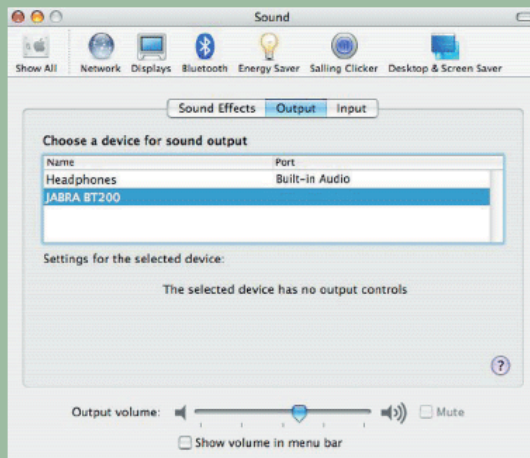 Sound
Show All Network Displays Bluetooth Energy Saver Salling Clicker Desktop & Screen Saver
Sound Effects Output Input
Choose a device for sound output
Name Port
Headphones Built-in Audio
JABRA BT200
Settings for the selected device:
The selected device has no output controls
?
Output volume: Mute
Show volume in menu bar